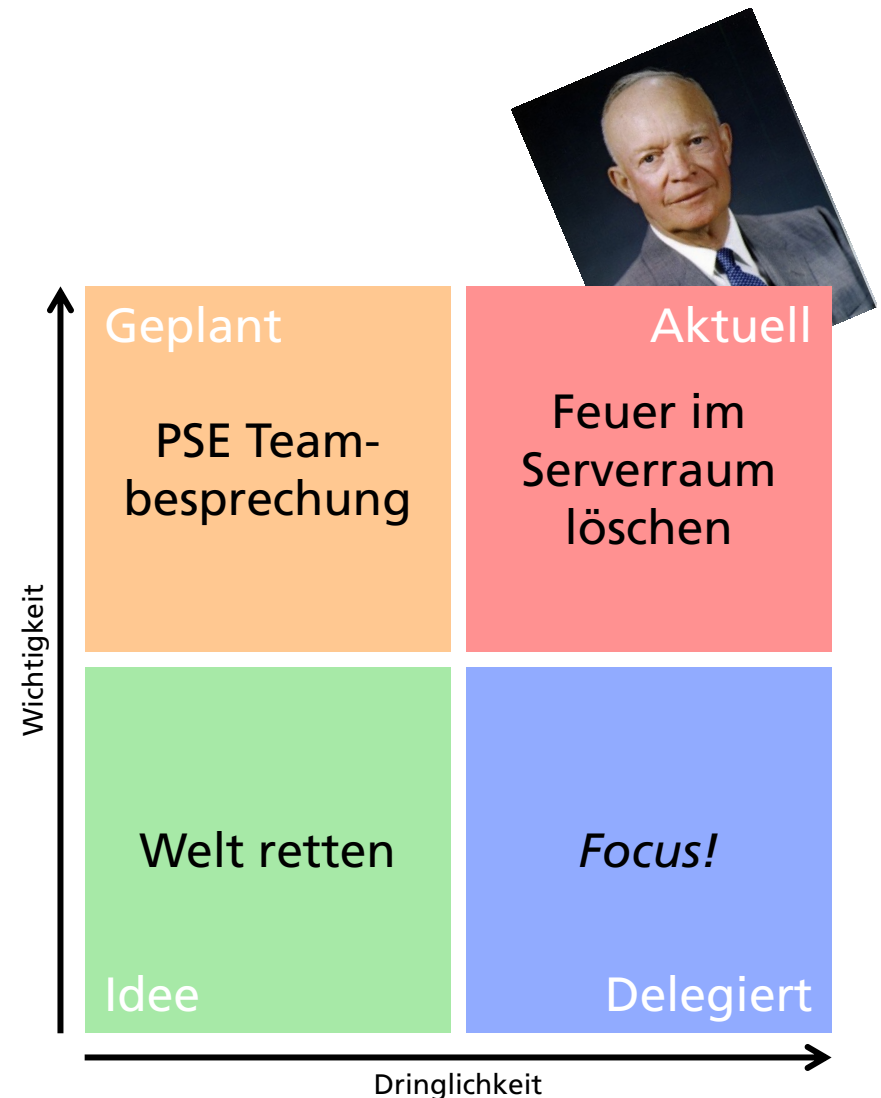 Geplant
Aktuell
PSE Team-
besprechung
Feuer im
Serverraum
löschen
Wichtigkeit
Welt retten
Focus!
Idee
Delegiert
Dringlichkeit